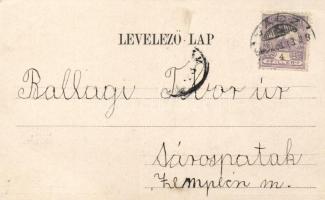 LEVELEZŐ-LAP
Ballagi Tibor úr
Sárospatak
Zemplén m.